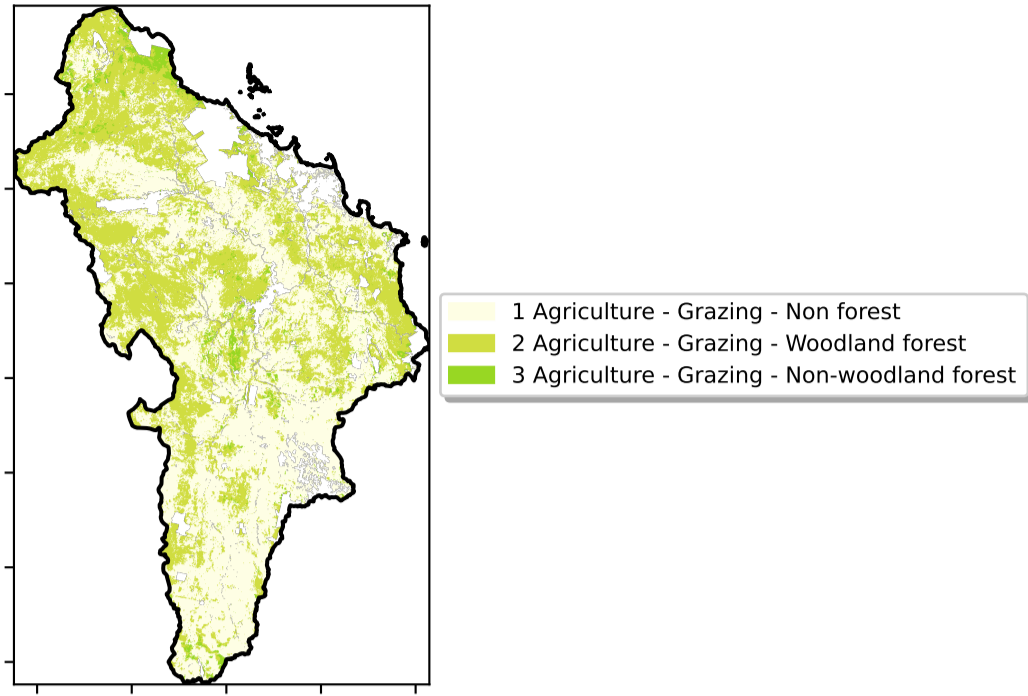 1 Agriculture - Grazing - Non forest
2 Agriculture - Grazing - Woodland forest
3 Agriculture - Grazing - Non-woodland forest